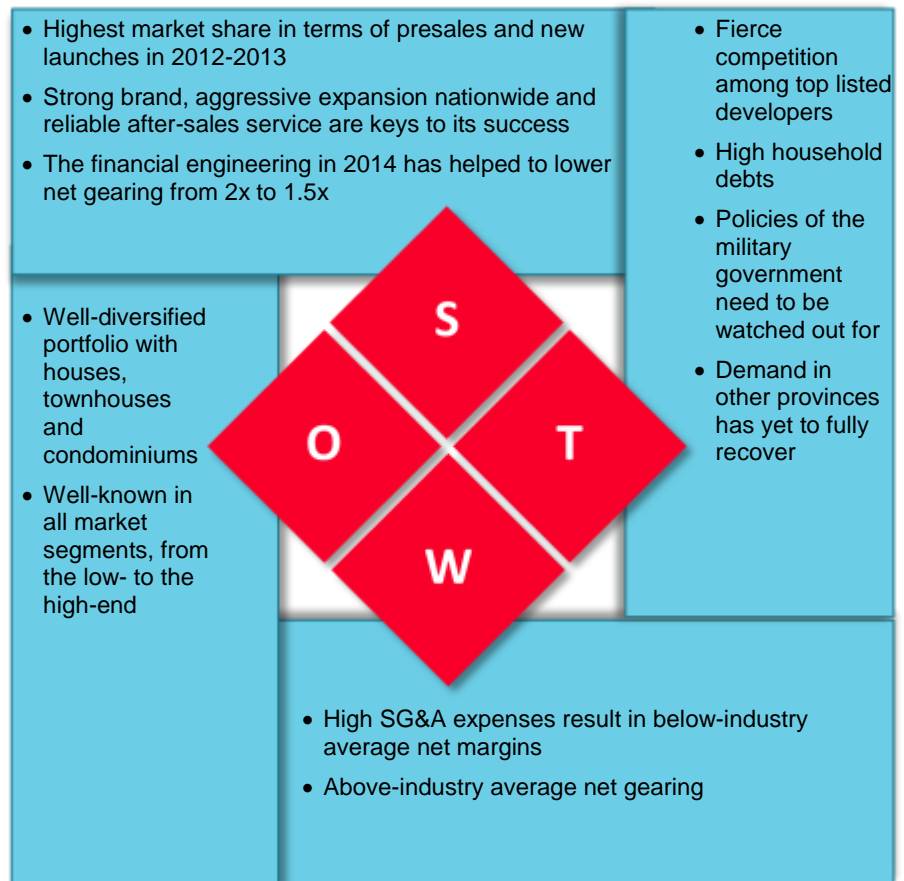 • Highest market share in terms of presales and new
launches in 2012-2013
• Strong brand, aggressive expansion nationwide and
reliable after-sales service are keys to its success
• The financial engineering in 2014 has helped to lower
net gearing from 2x to 1.5x
• Fierce
competition
among top listed
developers
• High household
debts
• Policies of the
military
government
need to be
watched out for
• Demand in
other provinces
has yet to fully
recover
S
O
T
W
• Well-diversified
portfolio with
houses,
townhouses
and
condominiums
• Well-known in
all market
segments, from
the low- to the
high-end
• High SG&A expenses result in below-industry
average net margins
• Above-industry average net gearing